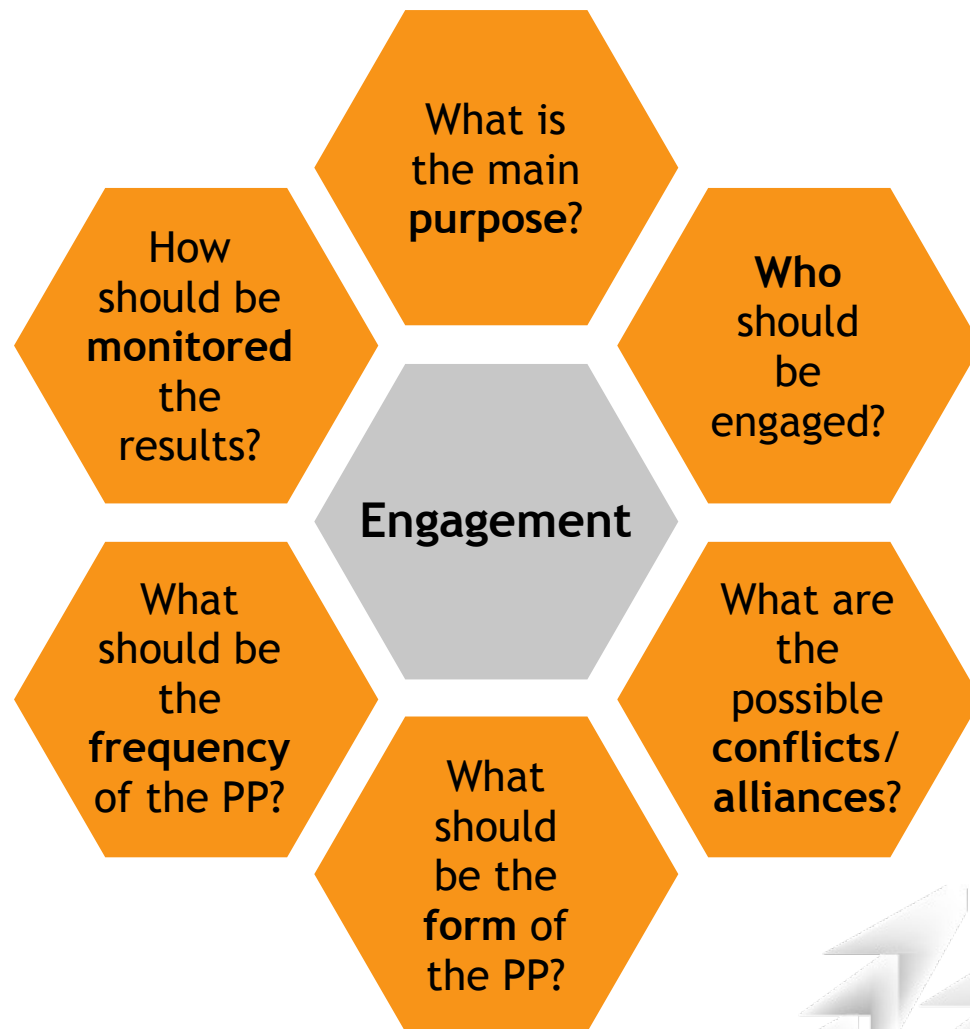 What is
the main
purpose?
Who
should
be
engaged?
What are
the
possible
conflicts/
alliances?
What
should
be the
form of
the PP?
What
should be
the
frequency
of the PP?
How
should be
monitored
the
results?
Engagement